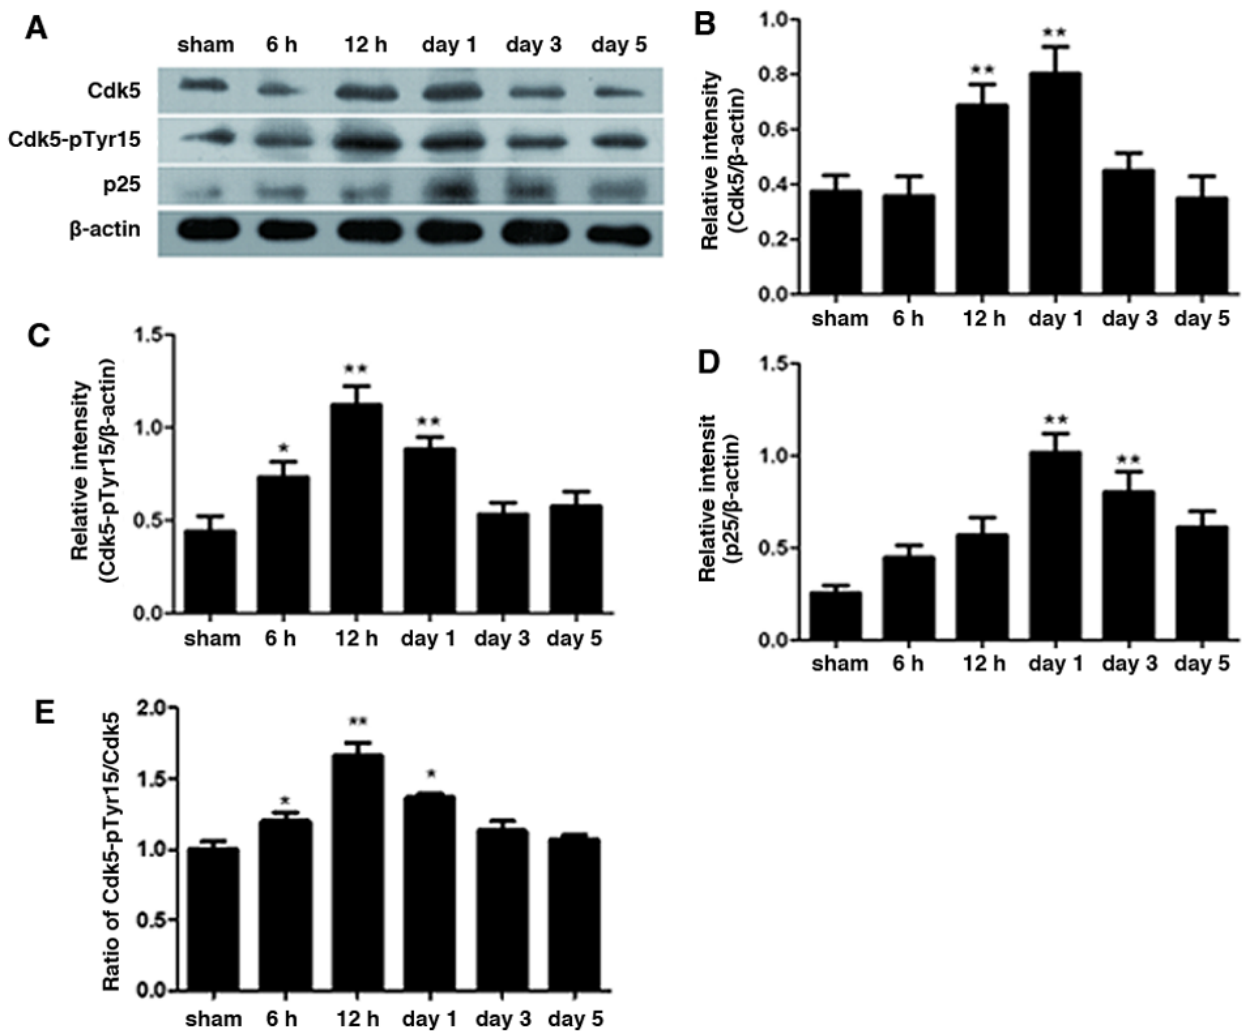 A
sham 6 h 12 h day 1 day 3 day 5
Cdk5
Cdk5-pTyr15
p25
β-actin
B
Relative intensity
(Cdk5/β-actin)
1.0
0.8
0.6
0.4
0.2
0.0
**
**
sham 6 h 12 h day 1 day 3 day 5
C
Relative intensity
(Cdk5-pTyr15/β-actin)
1.5
1.0
0.5
0.0
*
**
**
sham 6 h 12 h day 1 day 3 day 5
D
Relative intensit
(p25/β-actin)
1.5
1.0
0.5
0.0
**
**
sham 6 h 12 h day 1 day 3 day 5
E
Ratio of Cdk5-pTyr15/Cdk5
2.0
1.5
1.0
0.5
0.0
*
**
*
sham 6 h 12 h day 1 day 3 day 5